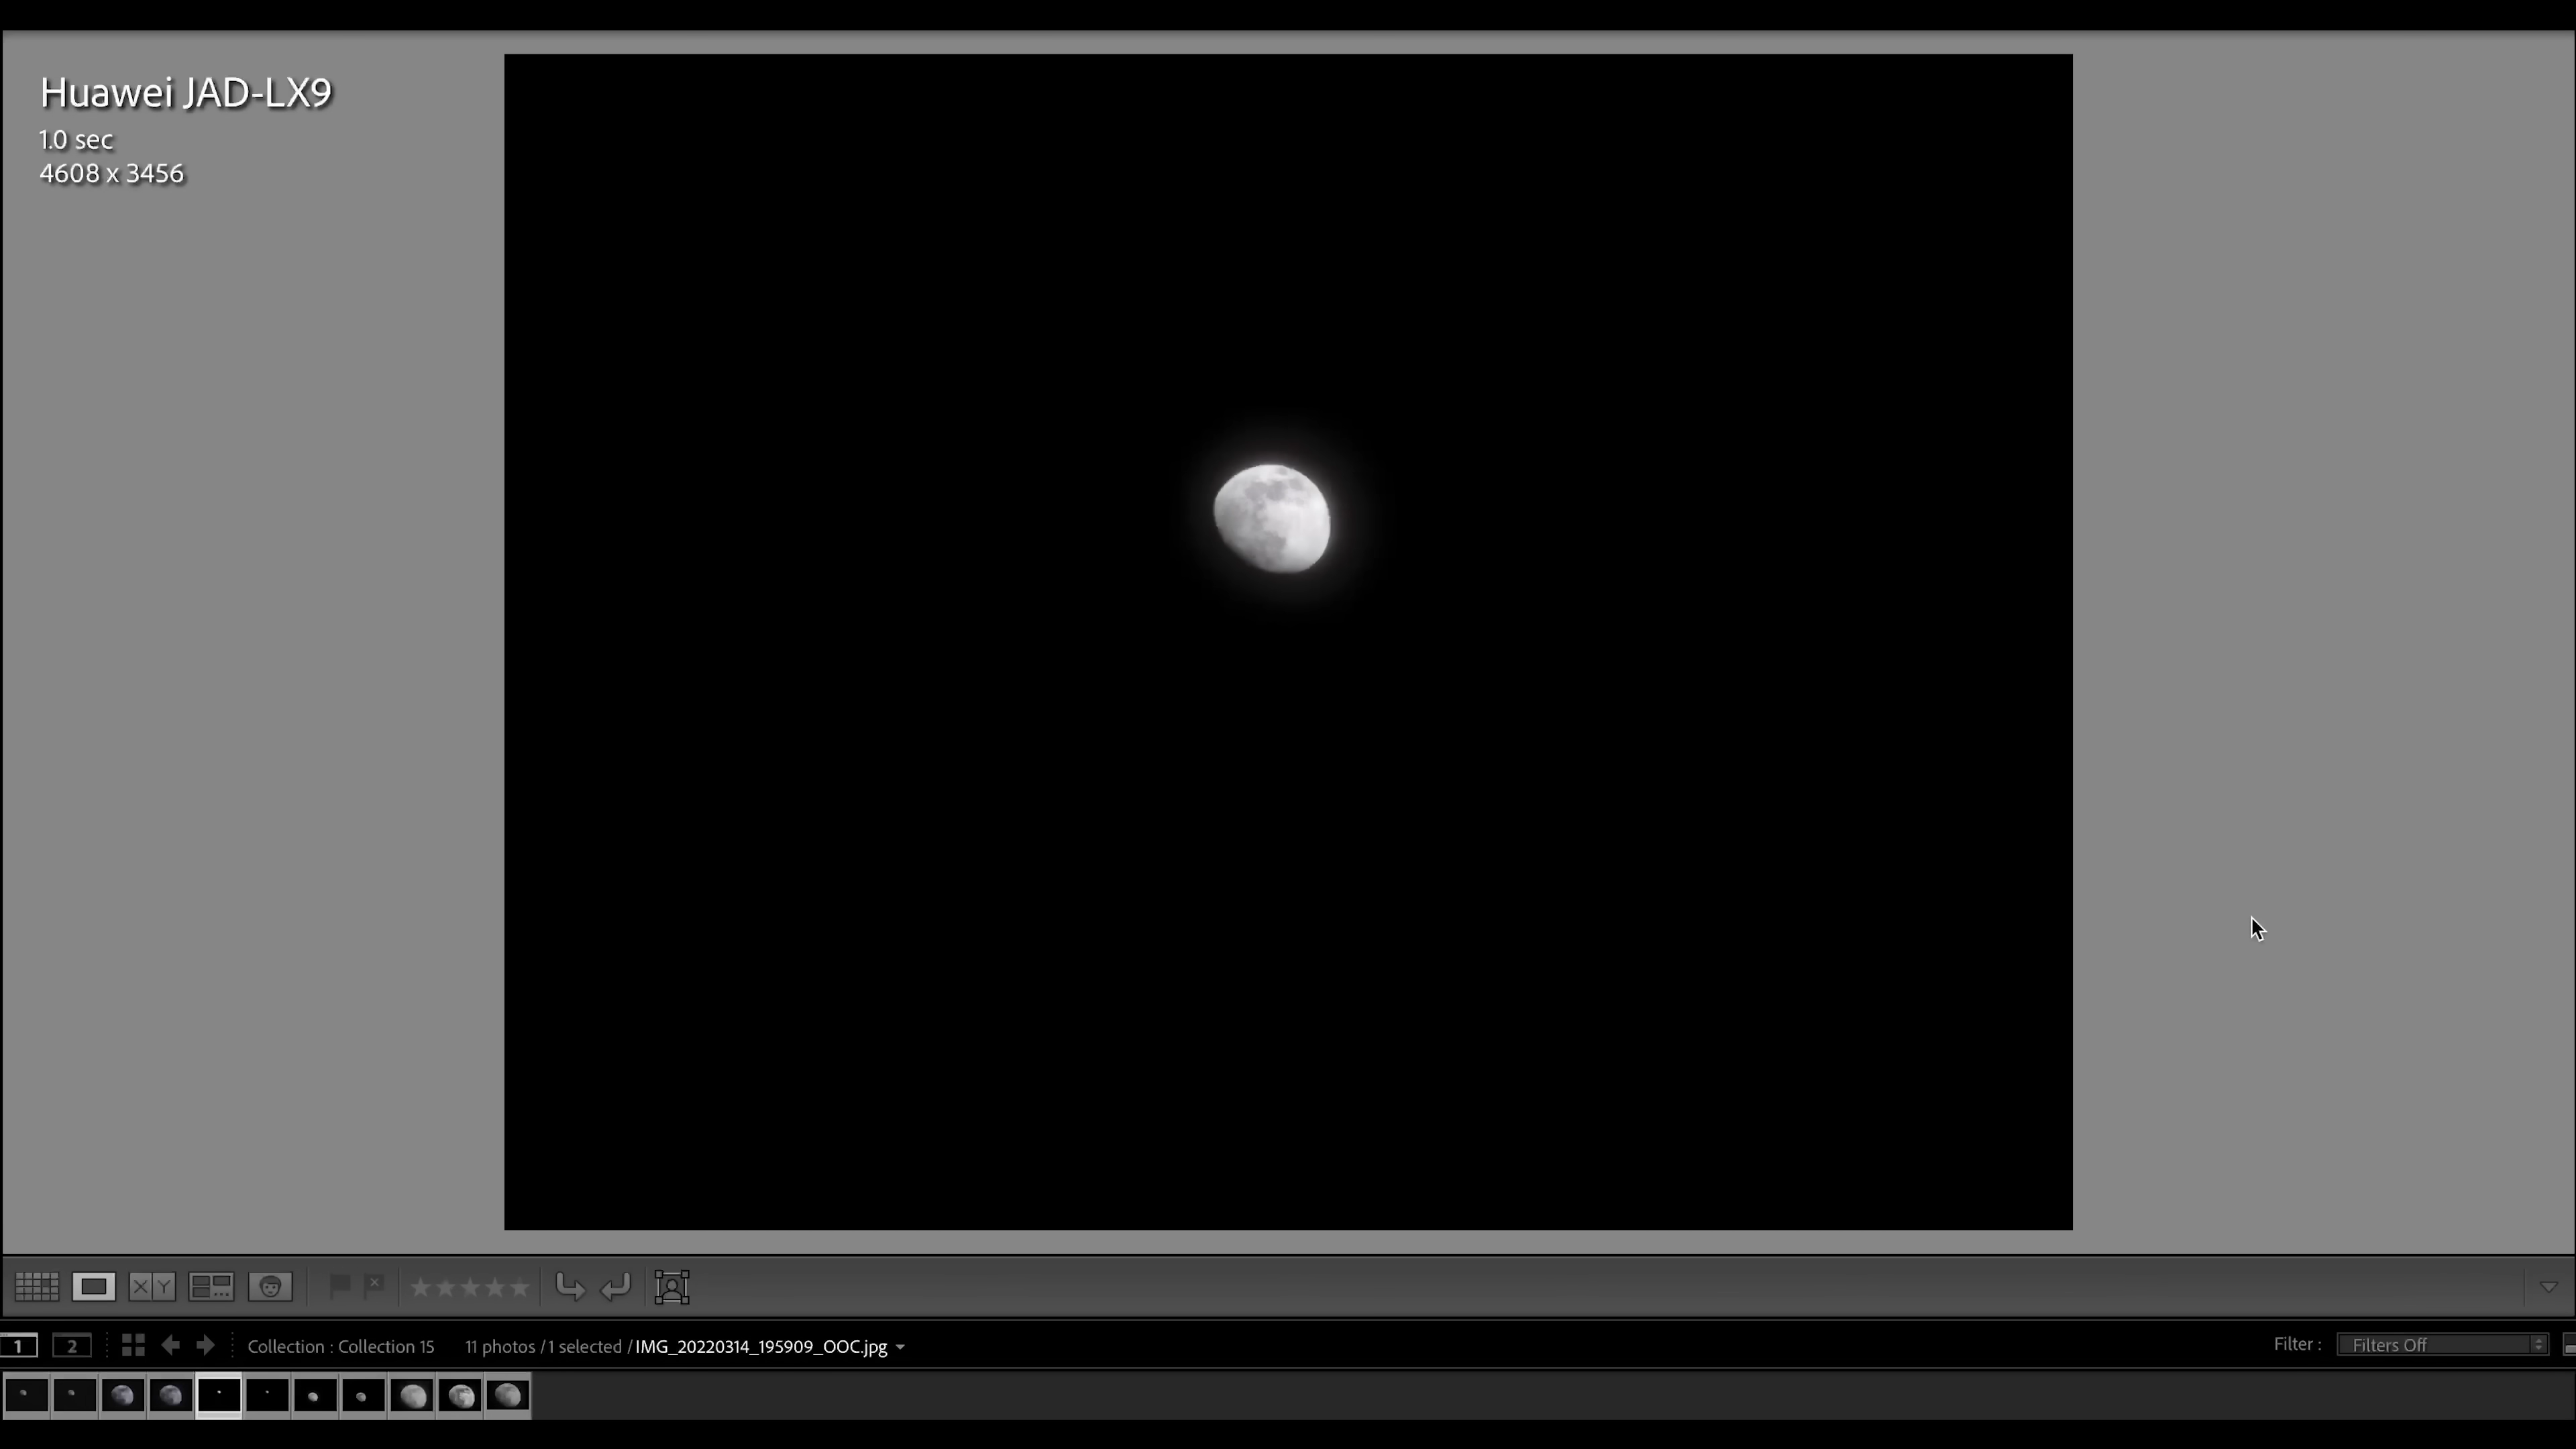 Huawei JAD-LX9
1.0 sec
4608 x 3456
X Y
1 2 Collection : Collection 15 11 photos / 1 selected / IMG_20220314_195909_OOC.jpg Filter : Filters Off